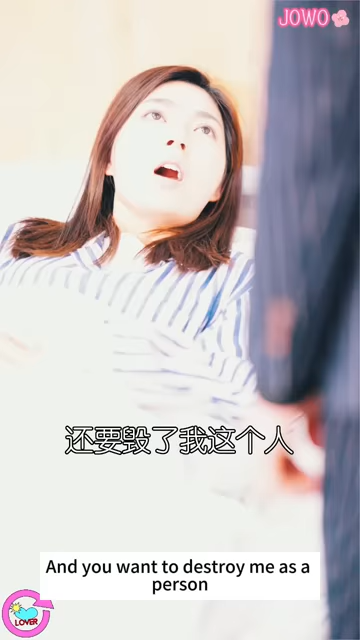 JOWO
还要毁了我这个人
And you want to destroy me as a
person
LOVER